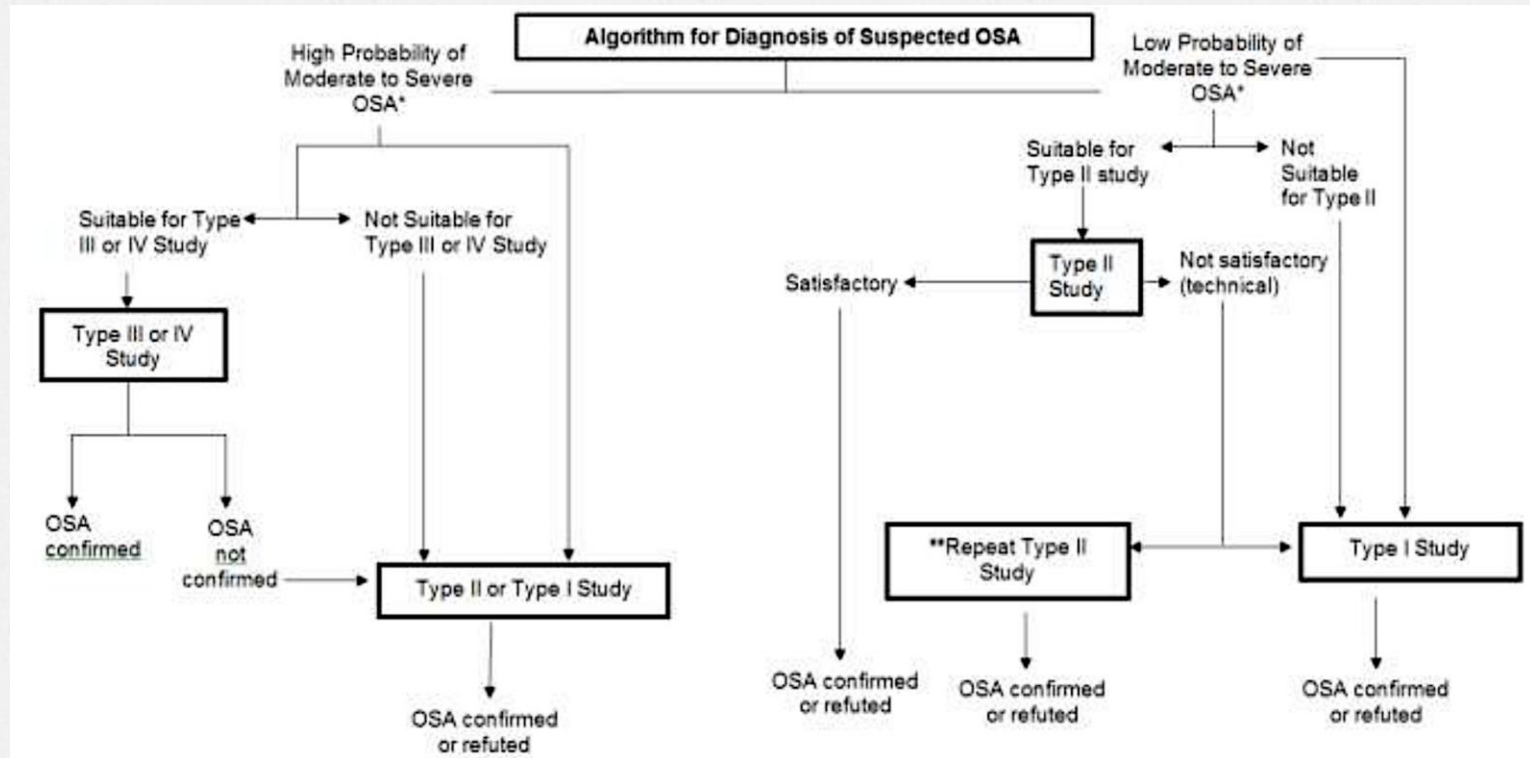 Algorithm for Diagnosis of Suspected OSA
High Probability of
Moderate to Severe
OSA*
Low Probability of
Moderate to Severe
OSA*
Suitable for Type
III or IV Study
Not Suitable for
Type III or IV Study
Type III or IV
Study
OSA
confirmed
OSA
not
confirmed
Type II or Type I Study
OSA confirmed
or refuted
Suitable for
Type II study
Not
Suitable
for Type II
Type II
Study
Satisfactory
Not satisfactory
(technical)
**Repeat Type II
Study
Type I Study
OSA confirmed
or refuted
OSA confirmed
or refuted
OSA confirmed
or refuted